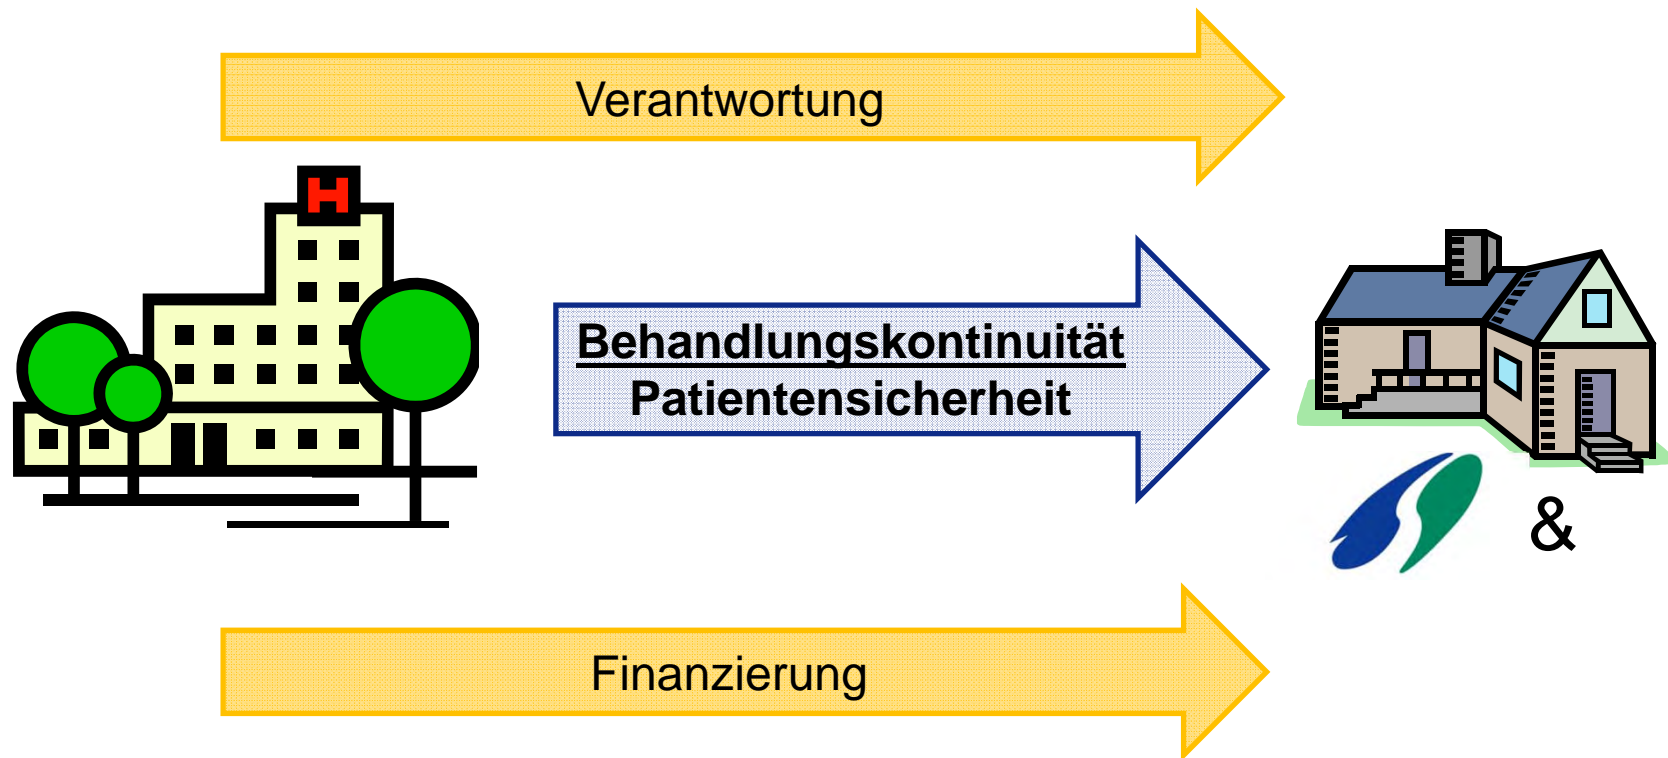 Verantwortung
H
Behandlungskontinuität
Patientensicherheit
&
Finanzierung